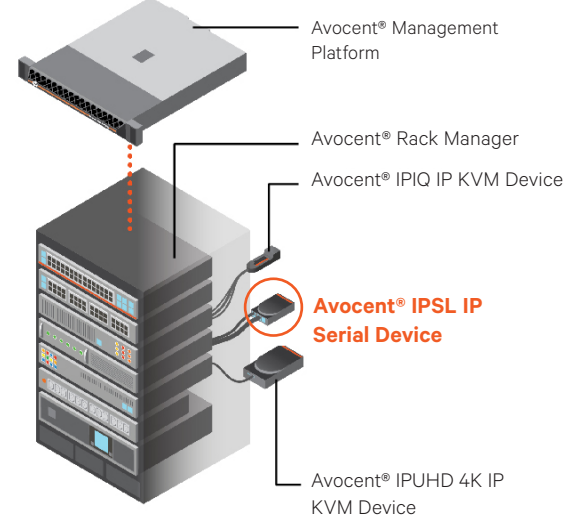 Avocent® Management
Platform
Avocent® Rack Manager
Avocent® IPIQ IP KVM Device
Avocent® IPSL IP
Serial Device
Avocent® IPUHD 4K IP
KVM Device